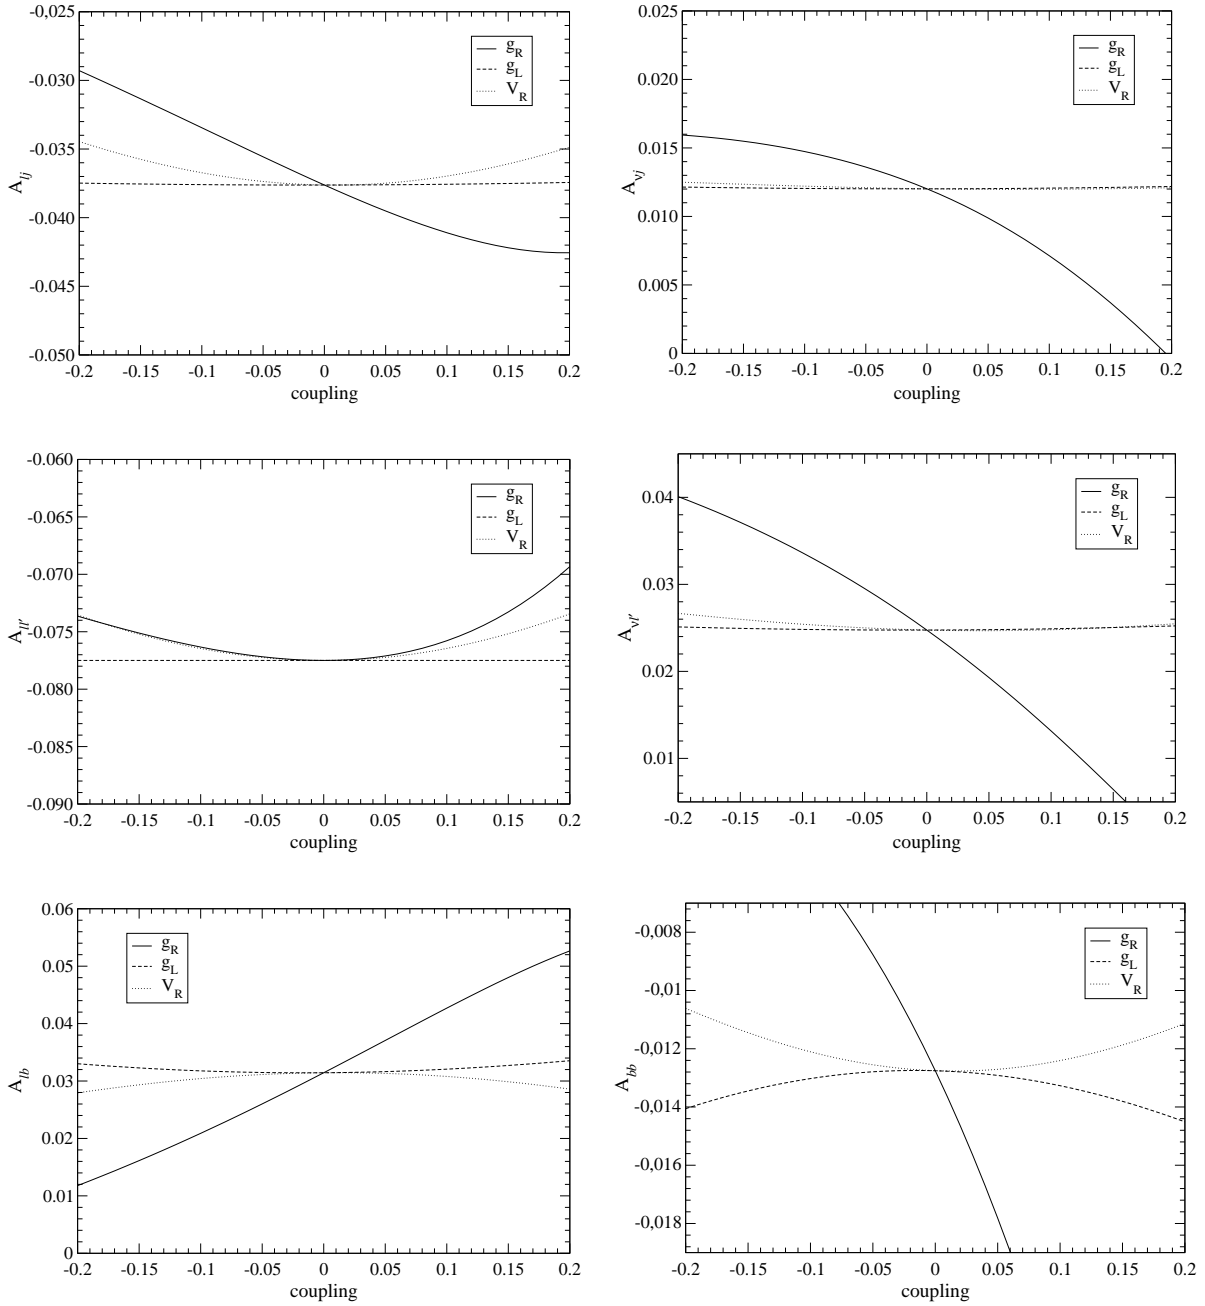 -0.025
-0.030
-0.035
-0.040
-0.045
-0.050
A_lj
g_R
g_L
V_R
-0.2 -0.15 -0.1 -0.05 0 0.05 0.1 0.15 0.2
coupling
0.025
0.020
0.015
0.010
0.005
0
A_νj
g_R
g_L
V_R
-0.2 -0.15 -0.1 -0.05 0 0.05 0.1 0.15 0.2
coupling
-0.060
-0.065
-0.070
-0.075
-0.080
-0.085
-0.090
A_ll'
g_R
g_L
V_R
-0.2 -0.15 -0.1 -0.05 0 0.05 0.1 0.15 0.2
coupling
0.04
0.03
0.02
0.01
A_νl'
g_R
g_L
V_R
-0.2 -0.15 -0.1 -0.05 0 0.05 0.1 0.15 0.2
coupling
0.06
0.05
0.04
0.03
0.02
0.01
0
A_lb
g_R
g_L
V_R
-0.2 -0.15 -0.1 -0.05 0 0.05 0.1 0.15 0.2
coupling
-0,008
-0,01
-0,012
-0,014
-0,016
-0,018
A_bb
g_R
g_L
V_R
-0.2 -0.15 -0.1 -0.05 0 0.05 0.1 0.15 0.2
coupling